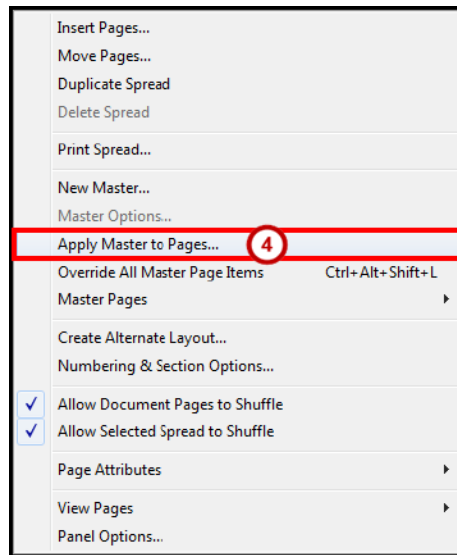 Insert Pages...
Move Pages...
Duplicate Spread
Delete Spread
Print Spread...
New Master...
Master Options...
Apply Master to Pages... 4
Override All Master Page Items Ctrl+Alt+Shift+L
Master Pages
Create Alternate Layout...
Numbering & Section Options...
Allow Document Pages to Shuffle
Allow Selected Spread to Shuffle
Page Attributes
View Pages
Panel Options...